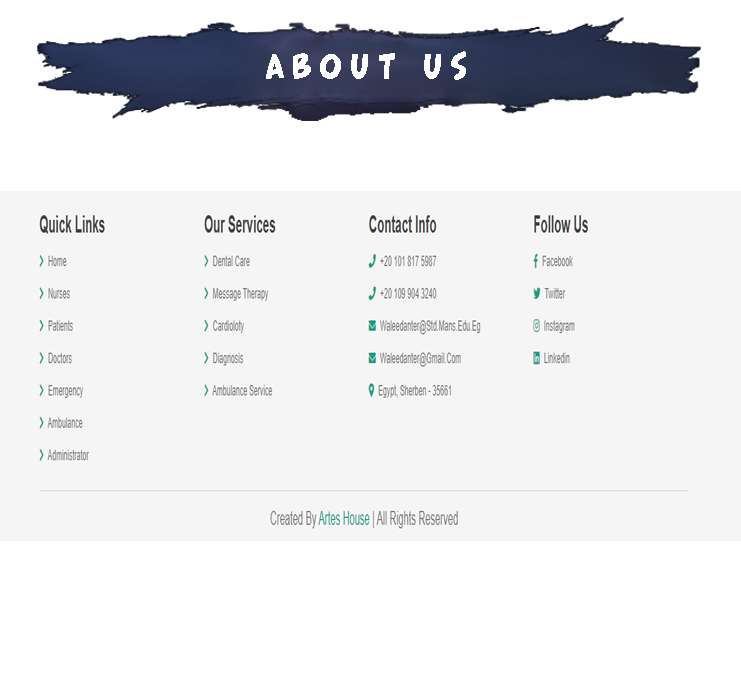 ABOUT US
Quick Links
Home
Nurses
Patients
Doctors
Emergency
Ambulance
Administrator
Our Services
Dental Care
Message Therapy
Cardioloty
Diagnosis
Ambulance Service
Contact Info
+20 101 817 5987
+20 109 904 3240
Waleedanter@Std.Mans.Edu.Eg
Waleedanter@Gmail.Com
Egypt, Sherben - 35661
Follow Us
Facebook
Twitter
Instagram
Linkedin
Created By Artes House | All Rights Reserved